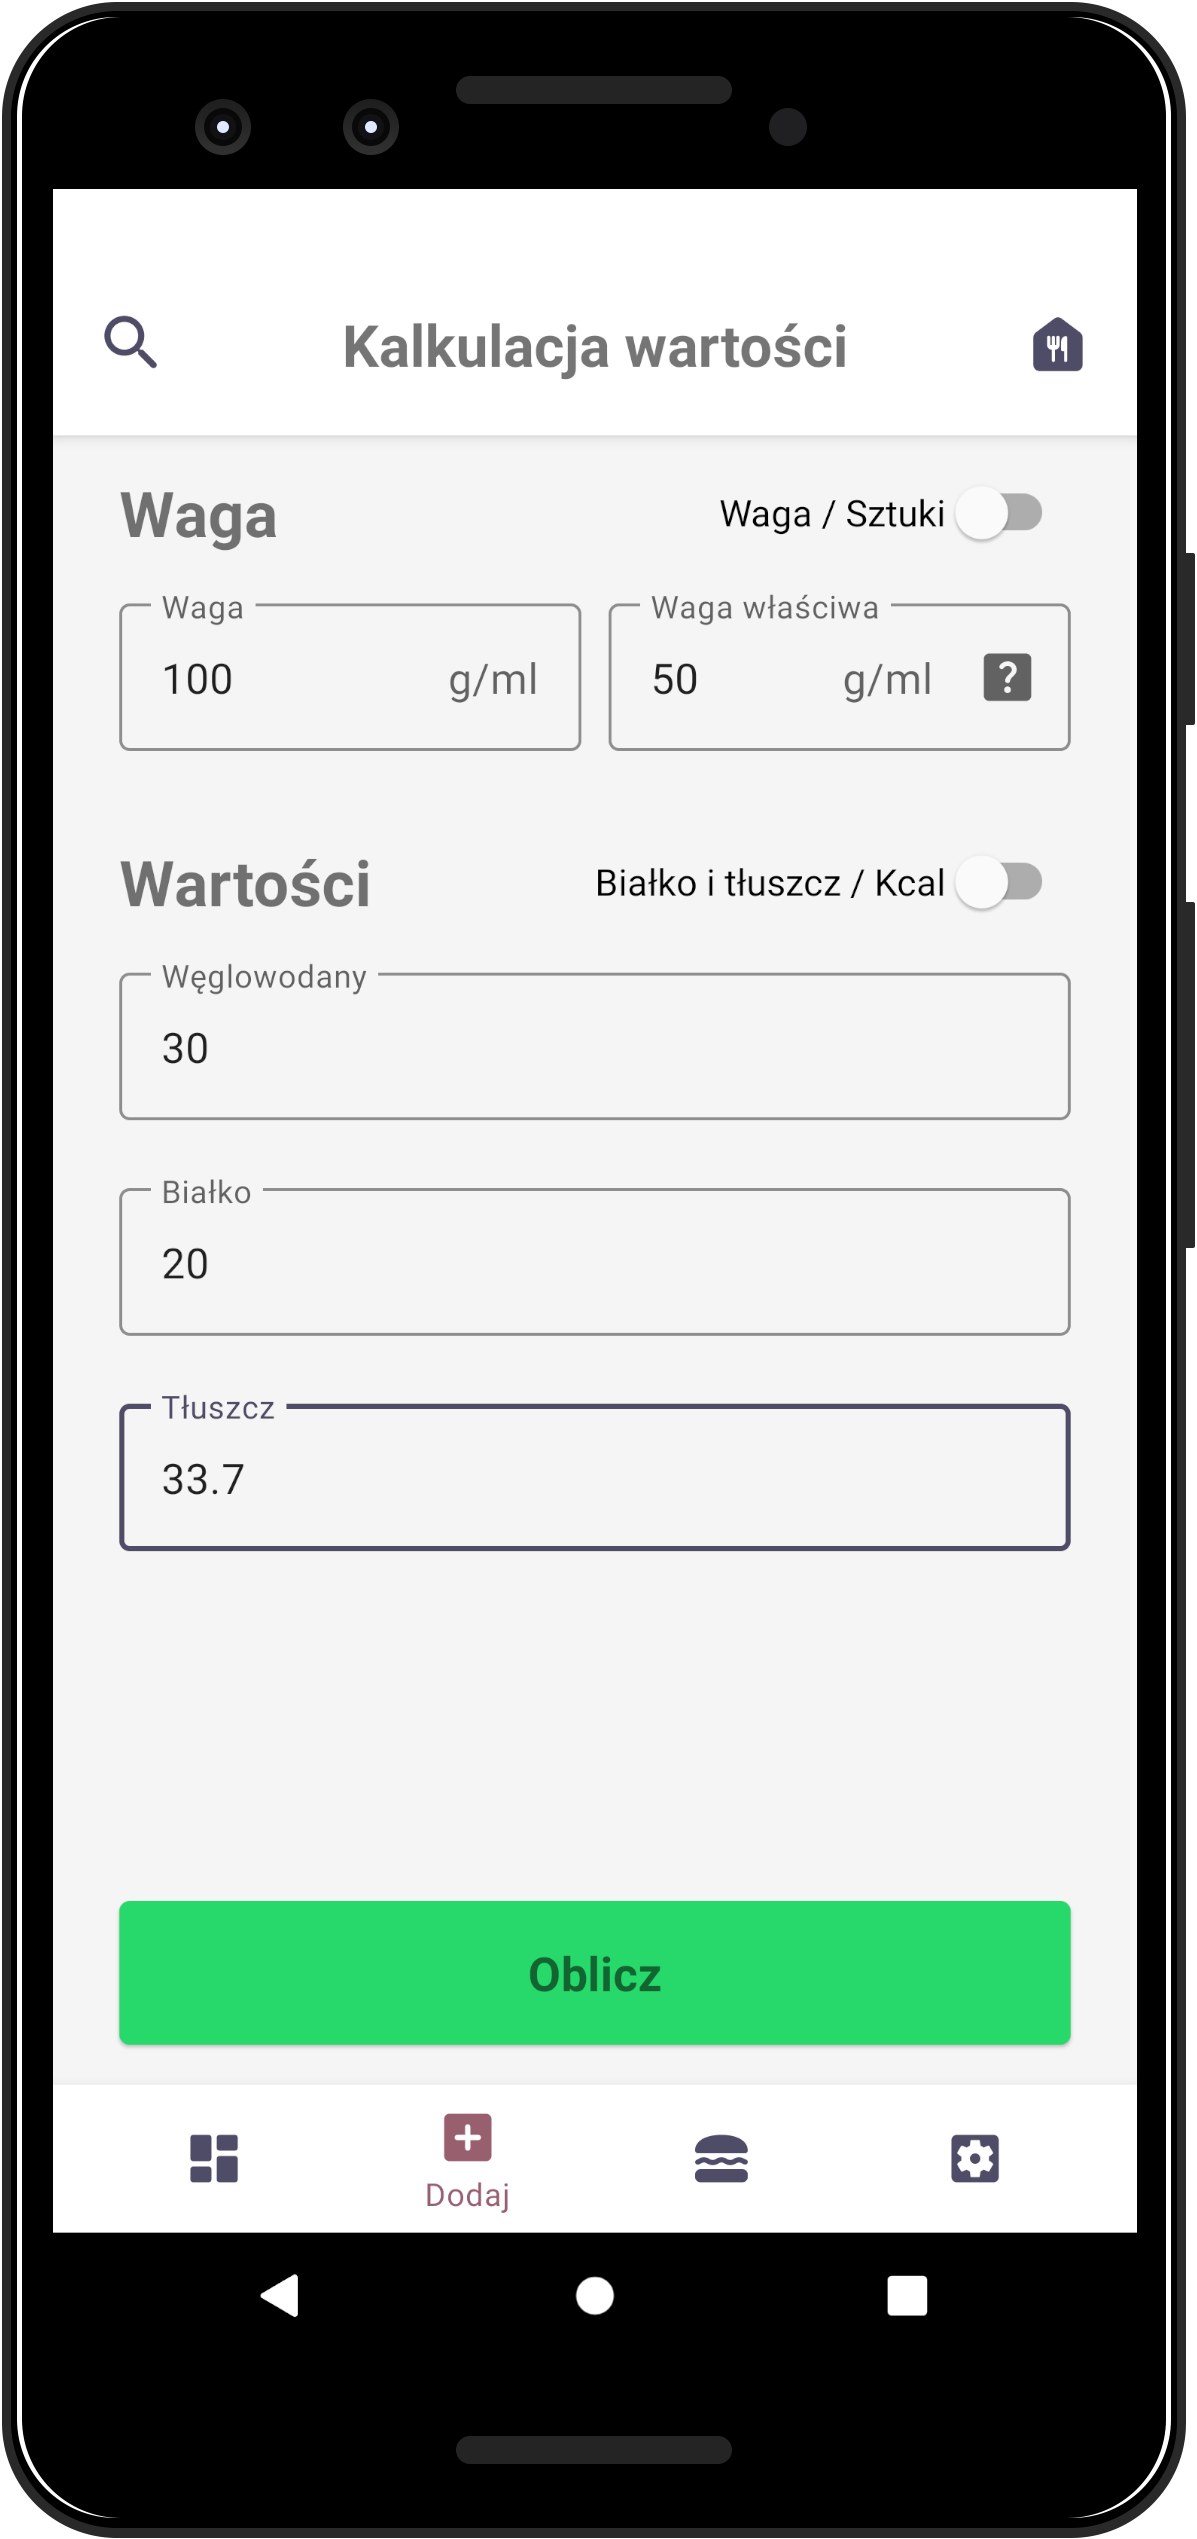 Kalkulacja wartości
Waga
Waga / Sztuki
Waga
100 g/ml
Waga właściwa
50 g/ml ?
Wartości
Białko i tłuszcz / Kcal
Węglowodany
30
Białko
20
Tłuszcz
33.7
Oblicz
Dodaj